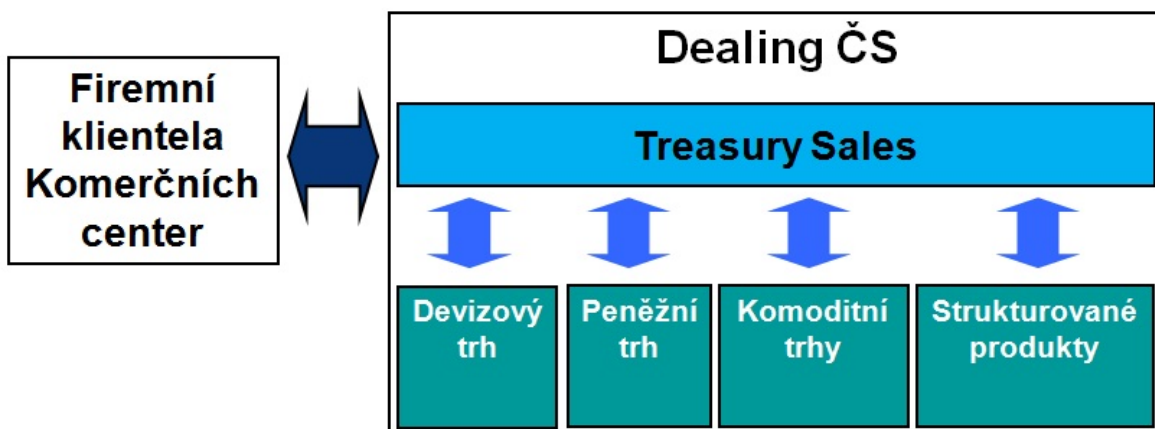 Dealing ČS
Firemní
klientela
Komerčních
center
Treasury Sales
Devizový
trh
Peněžní
trh
Komoditní
trhy
Strukturované
produkty